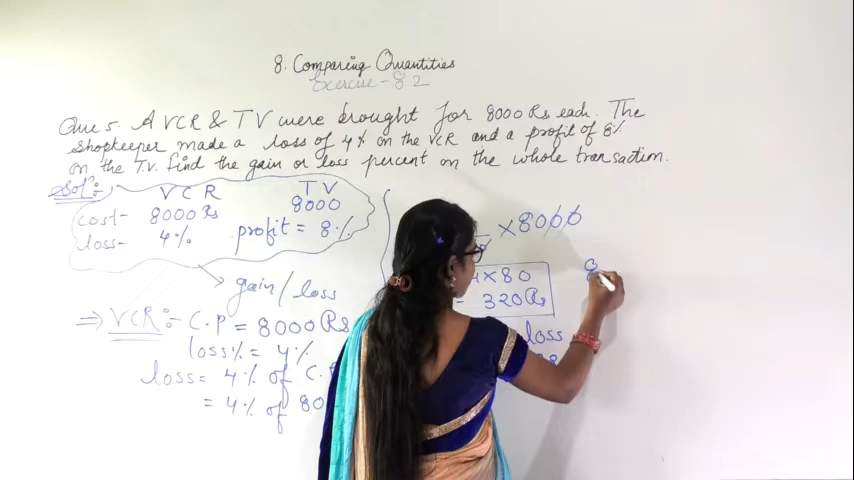 8. Comparing Quantities
Exercise - 8.2
Que 5. A VCR & TV were brought for 8000 Rs each. The
shopkeeper made a loss of 4% on the VCR and a profit of 8%
on the T.V. Find the gain or loss percent on the whole transaction.
Sol:-
VCR TV
cost - 8000 Rs 8000
loss - 4% profit = 8%
gain/loss
⇒ VCR:- C.P = 8000 Rs
loss% = 4%
loss = 4% of C.
= 4% of 80
× 8000
× 80
320 Rs
loss
8